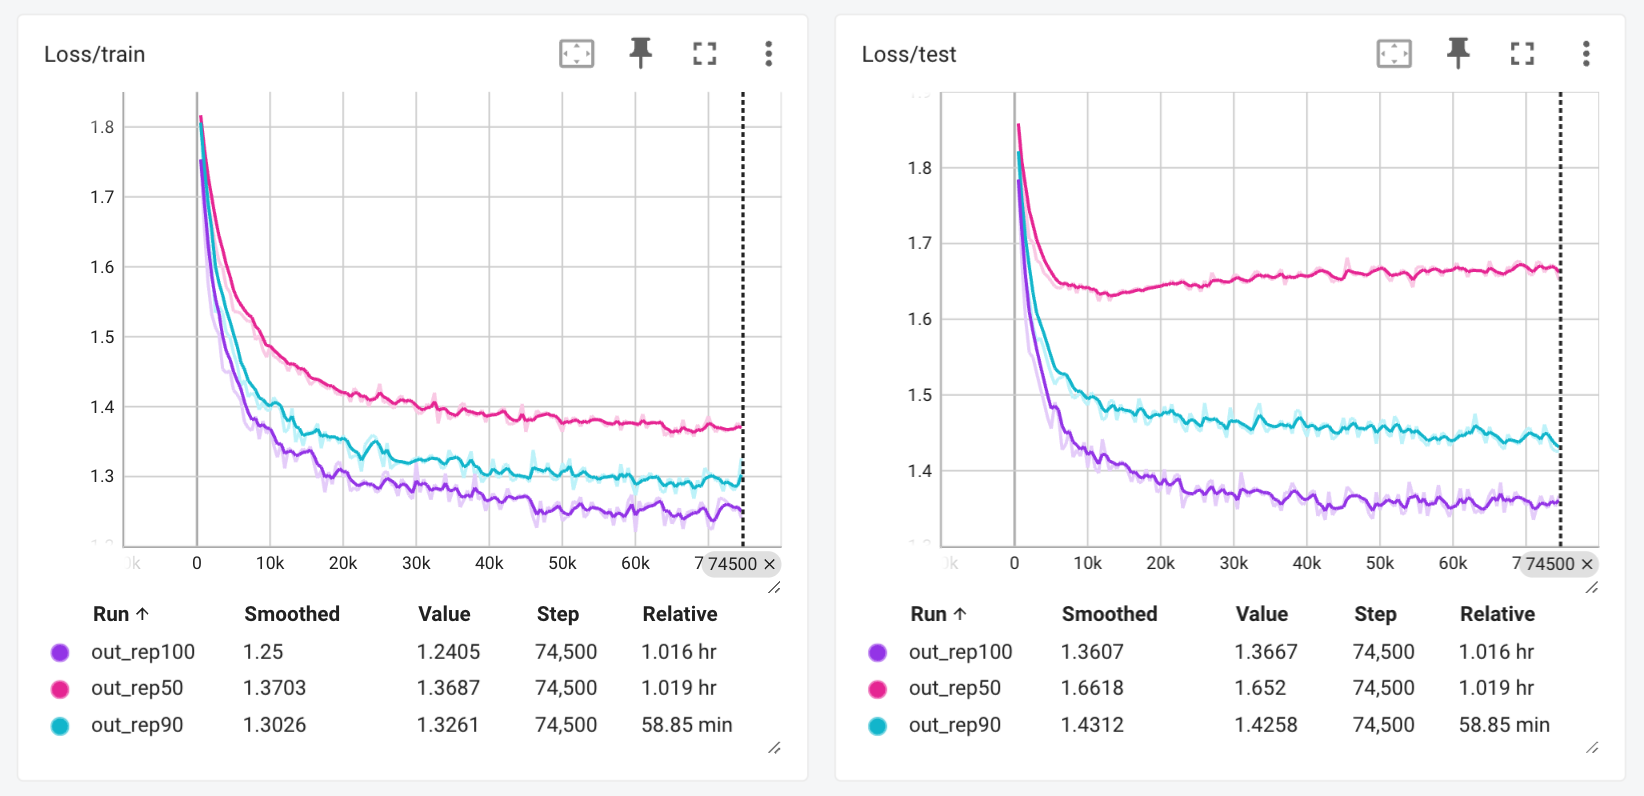 Loss/train
1.8
1.7
1.6
1.5
1.4
1.3
0 10k 20k 30k 40k 50k 60k 7 74500 ×
Run ↑ Smoothed Value Step Relative
out_rep100 1.25 1.2405 74,500 1.016 hr
out_rep50 1.3703 1.3687 74,500 1.019 hr
out_rep90 1.3026 1.3261 74,500 58.85 min
Loss/test
1.8
1.7
1.6
1.5
1.4
0 10k 20k 30k 40k 50k 60k 7 74500 ×
Run ↑ Smoothed Value Step Relative
out_rep100 1.3607 1.3667 74,500 1.016 hr
out_rep50 1.6618 1.652 74,500 1.019 hr
out_rep90 1.4312 1.4258 74,500 58.85 min